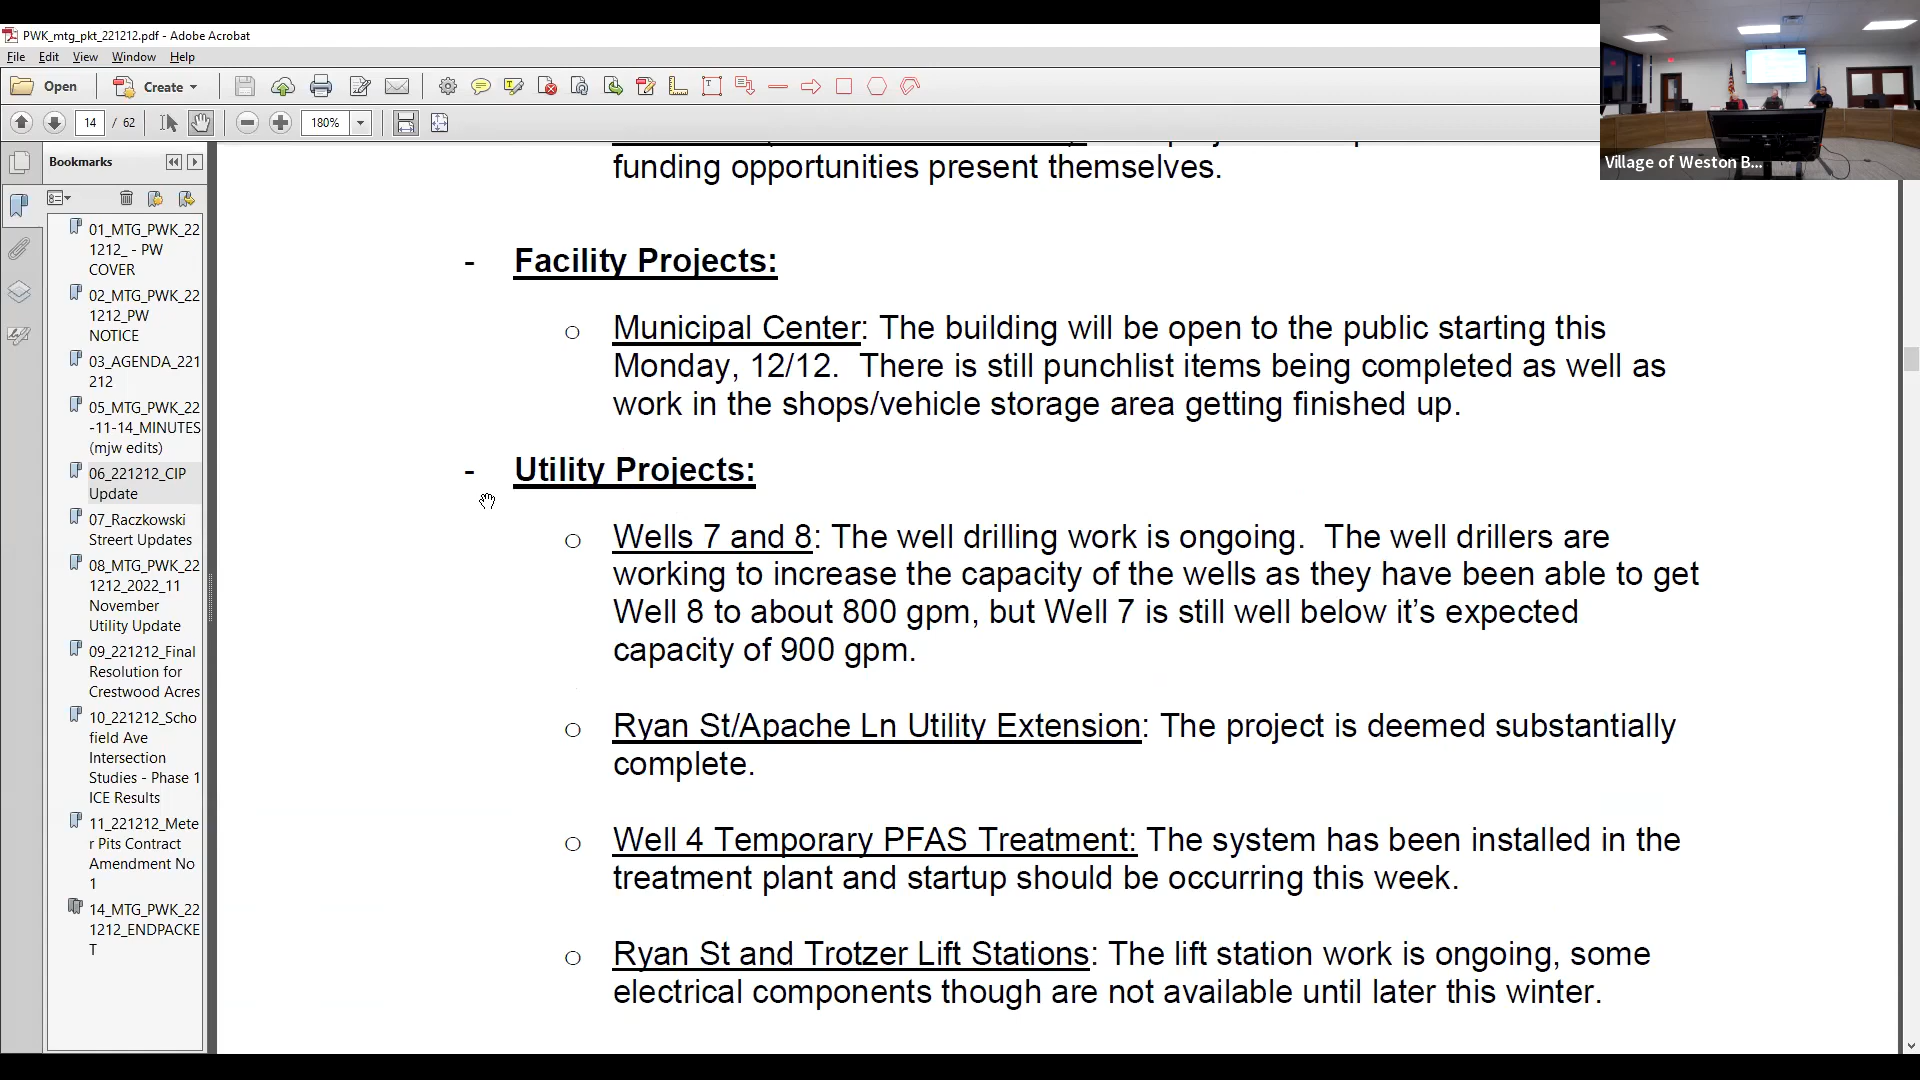 PWK_mtg_pkt_221212.pdf - Adobe Acrobat
File Edit View Window Help
Open Create
14 / 62 180%
Village of Weston B...
Bookmarks
01_MTG_PWK_22
1212_ - PW
COVER
02_MTG_PWK_22
1212_PW
NOTICE
03_AGENDA_221
212
05_MTG_PWK_22
-11-14_MINUTES
(mjw edits)
06_221212_CIP
Update
07_Raczkowski
Streert Updates
08_MTG_PWK_22
1212_2022_11
November
Utility Update
09_221212_Final
Resolution for
Crestwood Acres
10_221212_Scho
field Ave
Intersection
Studies - Phase 1
ICE Results
11_221212_Mete
r Pits Contract
Amendment No
1
14_MTG_PWK_22
1212_ENDPACKE
T
funding opportunities present themselves.
- Facility Projects:
o Municipal Center: The building will be open to the public starting this
Monday, 12/12. There is still punchlist items being completed as well as
work in the shops/vehicle storage area getting finished up.
- Utility Projects:
o Wells 7 and 8: The well drilling work is ongoing. The well drillers are
working to increase the capacity of the wells as they have been able to get
Well 8 to about 800 gpm, but Well 7 is still well below it’s expected
capacity of 900 gpm.
o Ryan St/Apache Ln Utility Extension: The project is deemed substantially
complete.
o Well 4 Temporary PFAS Treatment: The system has been installed in the
treatment plant and startup should be occurring this week.
o Ryan St and Trotzer Lift Stations: The lift station work is ongoing, some
electrical components though are not available until later this winter.